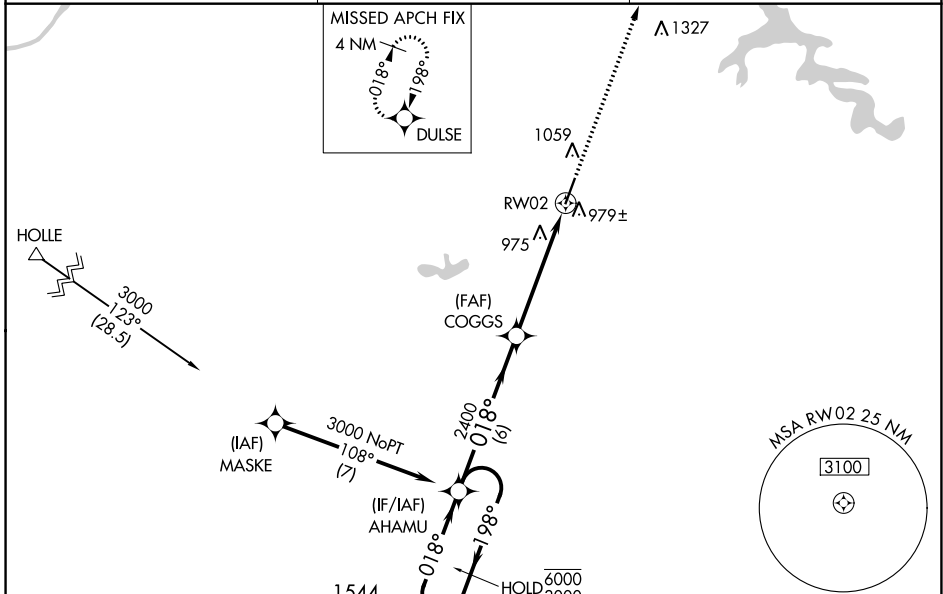 MISSED APCH FIX
4 NM
018°
198°
DULSE
1327
1059
RW02
979±
975
HOLLE
3000
123°
(28.5)
(FAF)
COGGS
2400
018°
(6)
3000 NoPT
108°
(7)
(IAF)
MASKE
(IF/IAF)
AHAMU
MSA RW02 25 NM
3100
018°
198°
HOLD
6000
1544